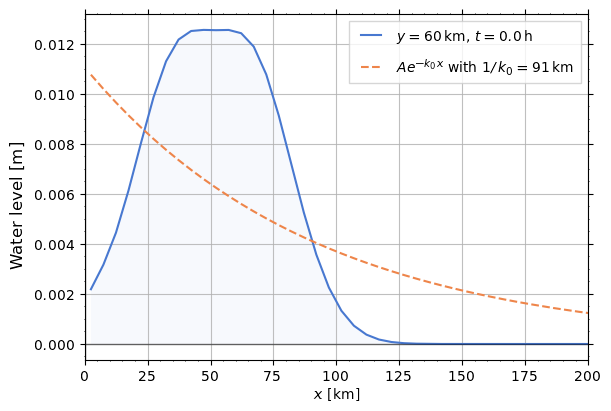 y = 60 km, t = 0.0 h
Ae^{-k_0 x} with 1/k_0 = 91 km
Water level [m]
0.012
0.010
0.008
0.006
0.004
0.002
0.000
0 25 50 75 100 125 150 175 200
x [km]